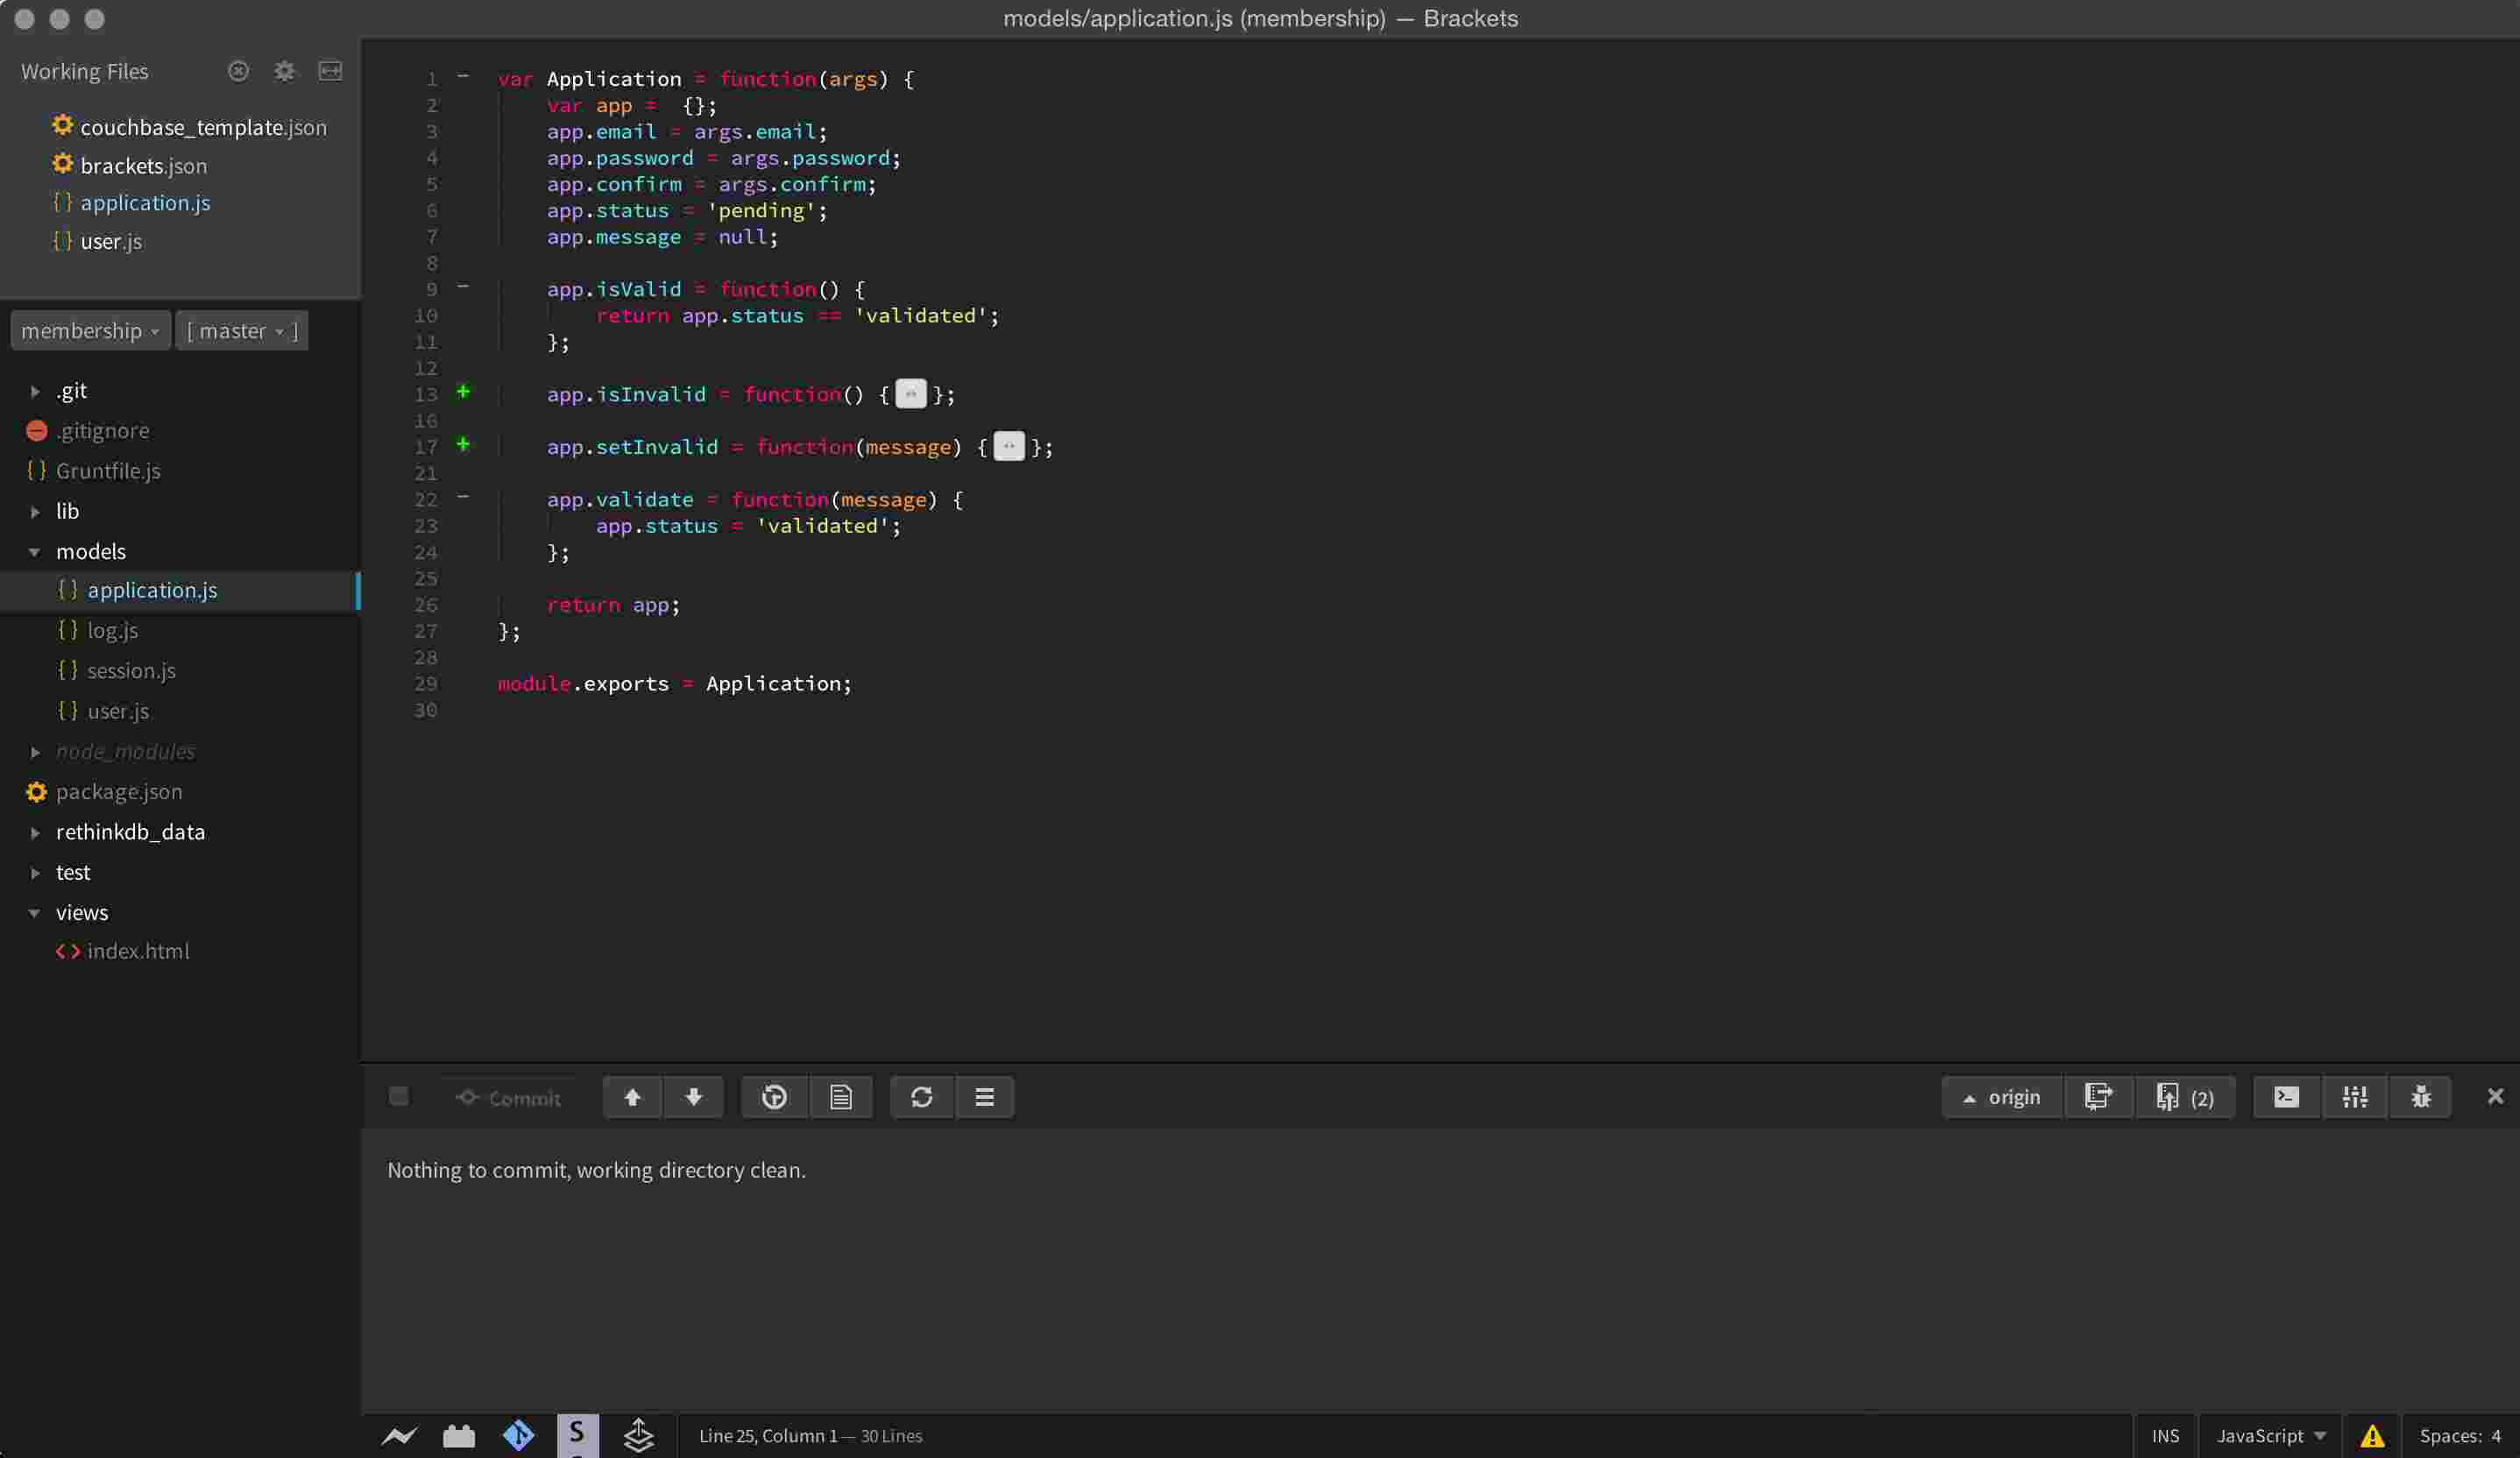 models/application.js (membership) — Brackets
Working Files
couchbase_template.json
brackets.json
application.js
user.js
membership
[ master ]
.git
.gitignore
Gruntfile.js
lib
models
application.js
log.js
session.js
user.js
node_modules
package.json
rethinkdb_data
test
views
index.html
1 var Application = function(args) {
2 var app =  {};
3 app.email = args.email;
4 app.password = args.password;
5 app.confirm = args.confirm;
6 app.status = 'pending';
7 app.message = null;
8
9 app.isValid = function() {
10 return app.status == 'validated';
11 };
12
13 app.isInvalid = function() { };
16
17 app.setInvalid = function(message) { };
21
22 app.validate = function(message) {
23 app.status = 'validated';
24 };
25
26 return app;
27 };
28
29 module.exports = Application;
30
Commit
origin
(2)
Nothing to commit, working directory clean.
S
Line 25, Column 1 — 30 Lines
INS
JavaScript
Spaces: 4